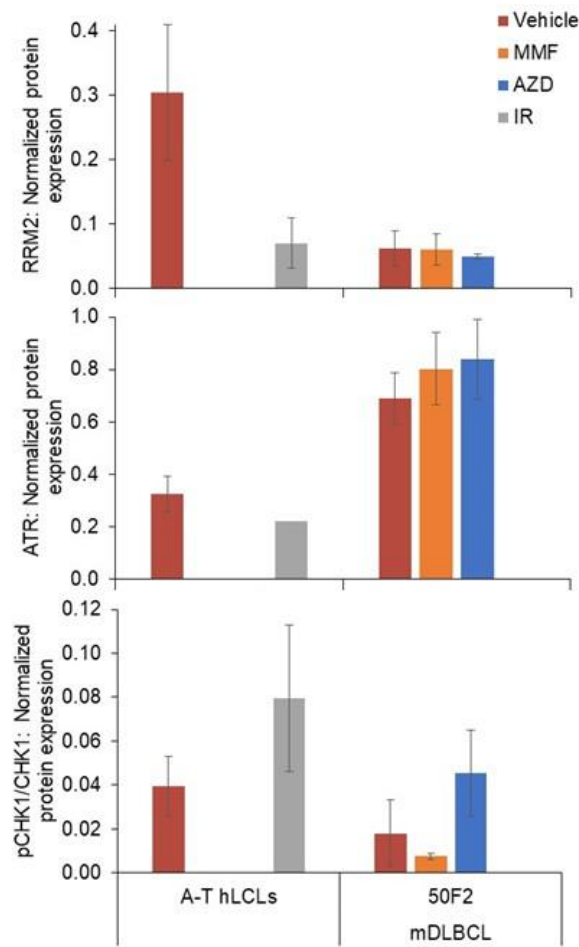 Vehicle
MMF
AZD
IR
RRM2: Normalized protein
expression
0.4
0.3
0.2
0.1
0.0
ATR: Normalized protein
expression
1.0
0.8
0.6
0.4
0.2
0.0
pCHK1/CHK1: Normalized
protein expression
0.12
0.10
0.08
0.06
0.04
0.02
0.00
A-T hLCLs
50F2
mDLBCL